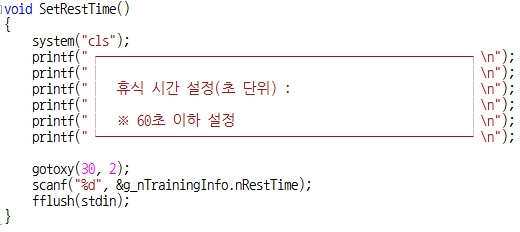 void SetRestTime()
{
system("cls");
printf(" ┌────────────────────────┐ \n");
printf(" │ │ \n");
printf(" │ 휴식 시간 설정(초 단위) : │ \n");
printf(" │ │ \n");
printf(" │ ※ 60초 이하 설정 │ \n");
printf(" └────────────────────────┘ \n");
gotoxy(30, 2);
scanf("%d", &g_nTrainingInfo.nRestTime);
fflush(stdin);
}